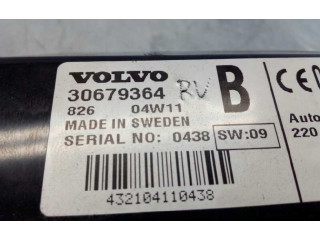 VOLVO
30679364 RV B CE
826 04W11
MADE IN SWEDEN
SERIAL NO: 0438 SW:09
Auto
220
432104110438